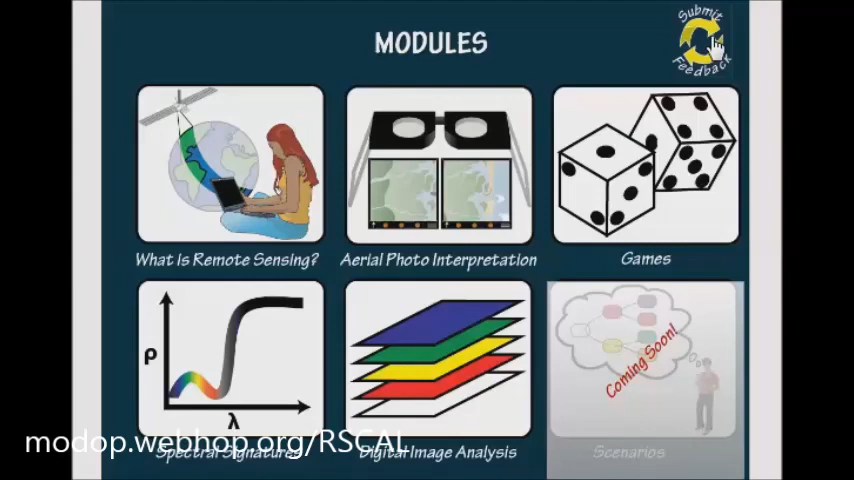 Submit
Feedback
MODULES
What is Remote Sensing?
Aerial Photo Interpretation
Games
ρ
λ
Coming Soon!
modop.webhop.org/RSCAL
Spectral Signatures
Digital Image Analysis
Scenarios